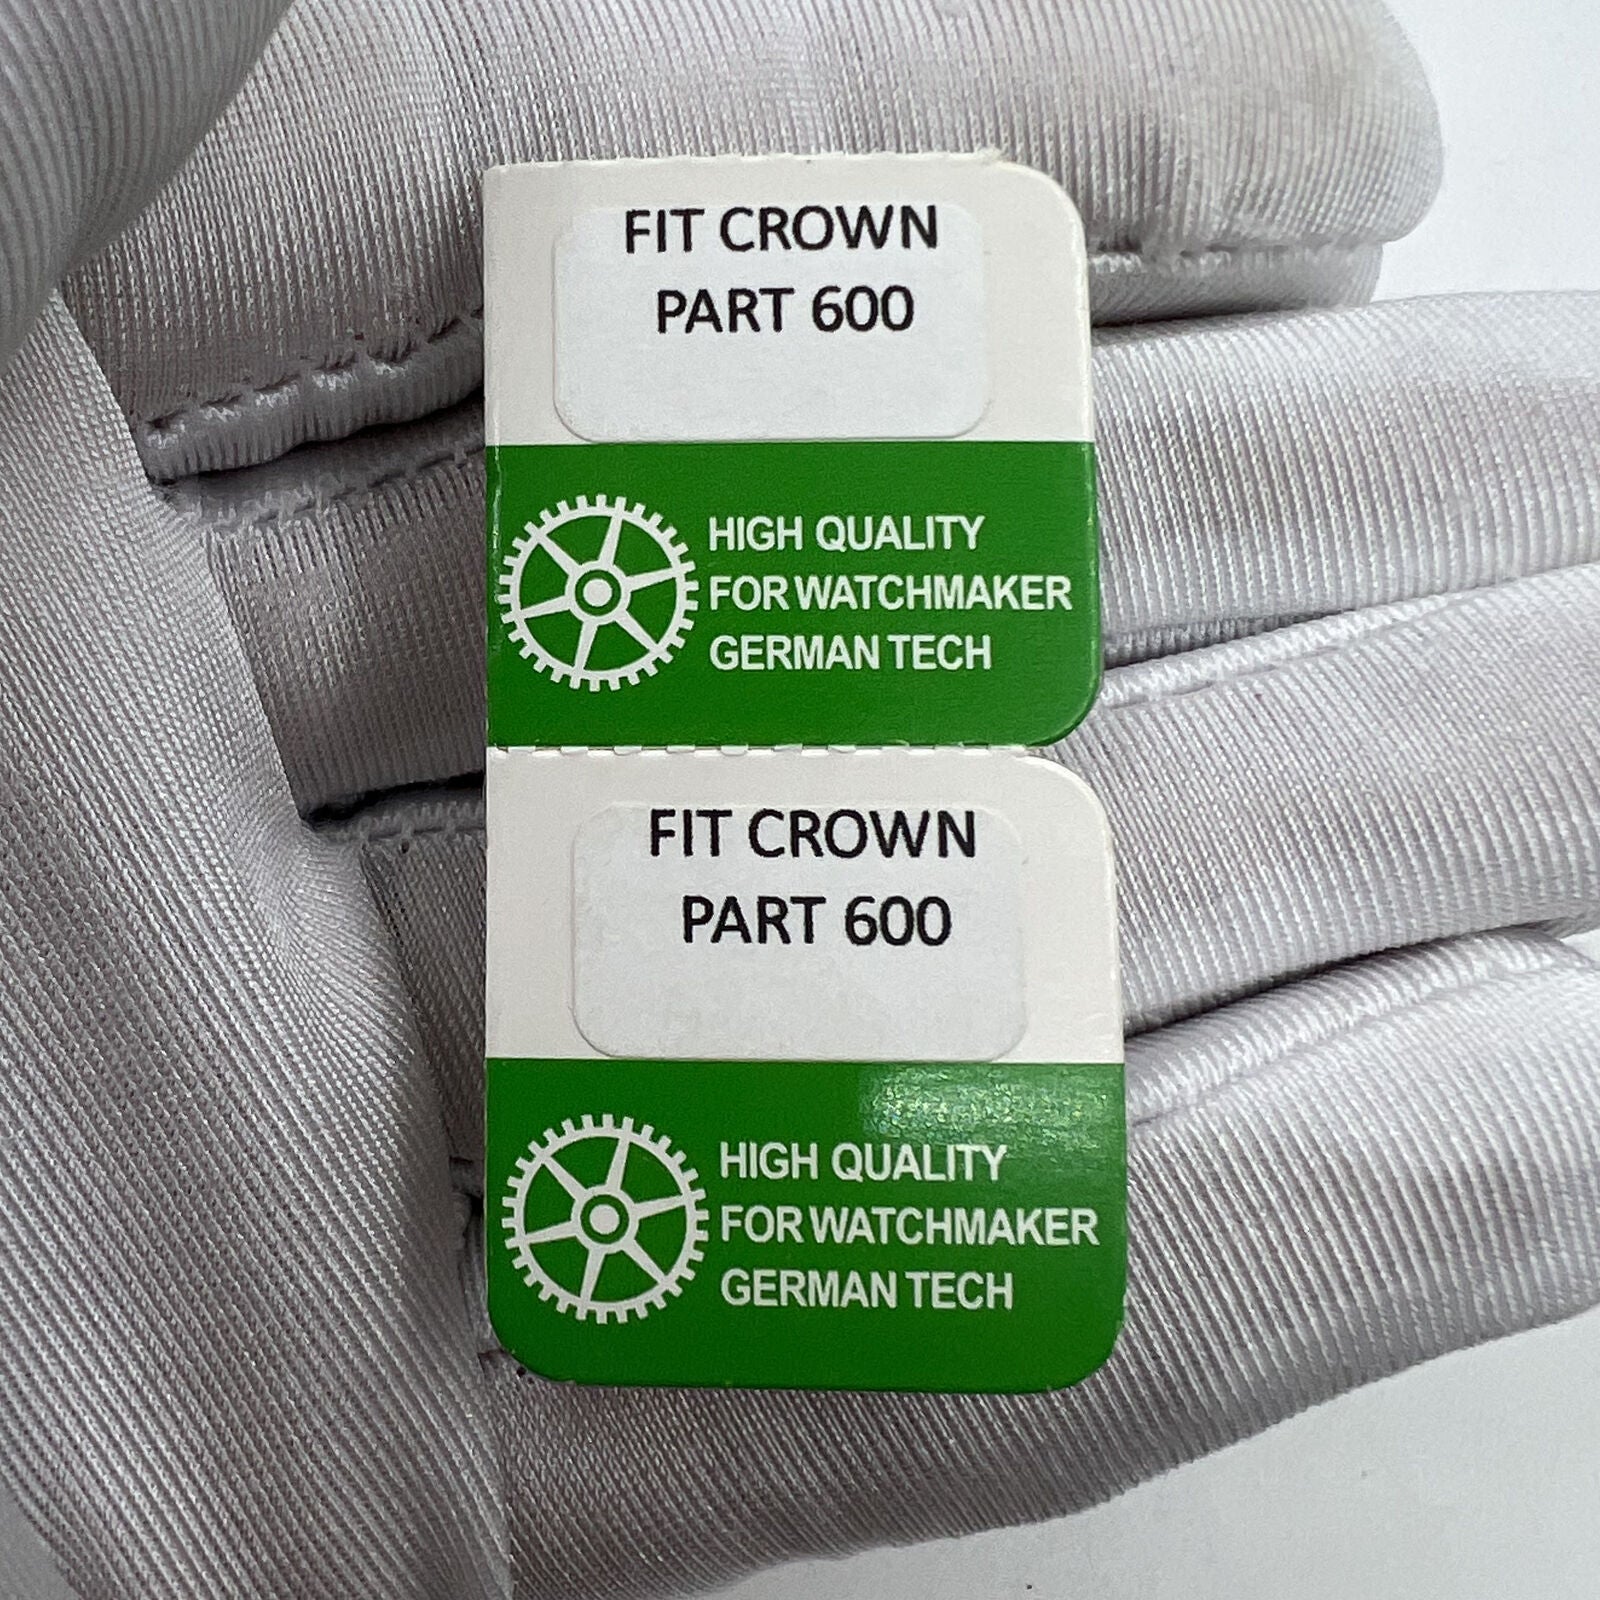 FIT CROWN
PART 600
HIGH QUALITY
FOR WATCHMAKER
GERMAN TECH
FIT CROWN
PART 600
HIGH QUALITY
FOR WATCHMAKER
GERMAN TECH